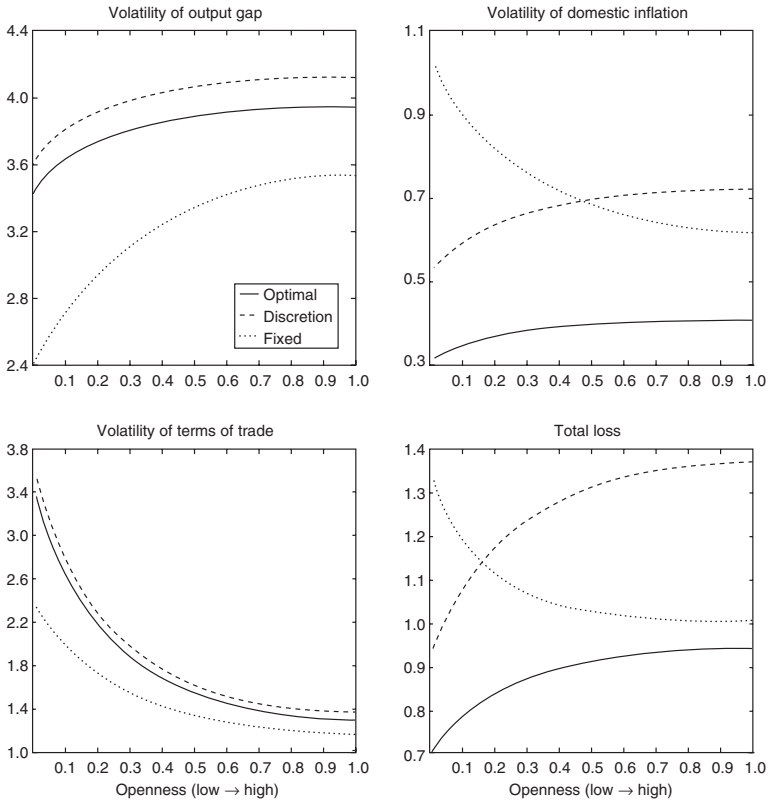 Volatility of output gap
4.4
4.0
3.6
3.2
2.8
2.4
Optimal
Discretion
Fixed
0.1 0.2 0.3 0.4 0.5 0.6 0.7 0.8 0.9 1.0
Volatility of domestic inflation
1.1
0.9
0.7
0.5
0.3
0.1 0.2 0.3 0.4 0.5 0.6 0.7 0.8 0.9 1.0
Volatility of terms of trade
3.8
3.4
3.0
2.6
2.2
1.8
1.4
1.0
0.1 0.2 0.3 0.4 0.5 0.6 0.7 0.8 0.9 1.0
Openness (low → high)
Total loss
1.4
1.3
1.2
1.1
1.0
0.9
0.8
0.7
0.1 0.2 0.3 0.4 0.5 0.6 0.7 0.8 0.9 1.0
Openness (low → high)